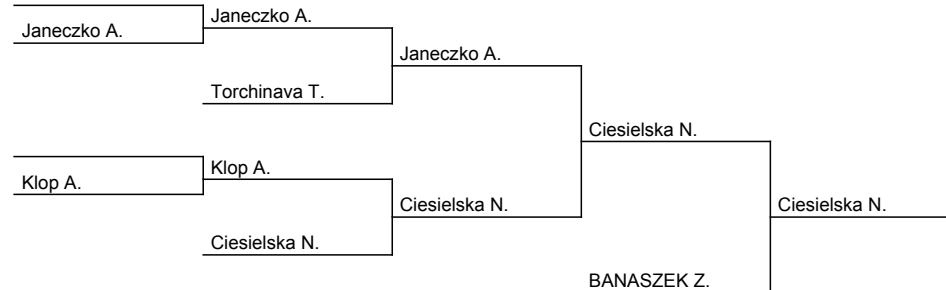 Janeczko A.
Janeczko A.
Janeczko A.
Torchinava T.
Ciesielska N.
Klop A.
Klop A.
Ciesielska N.
Ciesielska N.
Ciesielska N.
BANASZEK Z.